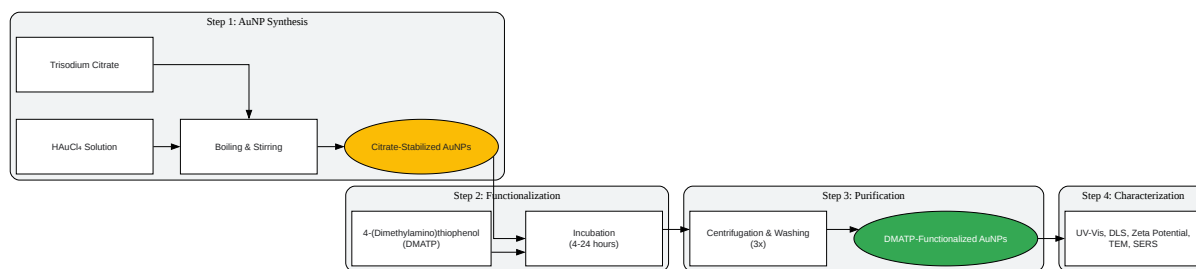 Step 1: AuNP Synthesis
Trisodium Citrate
HAuCl₄ Solution
Boiling & Stirring
Citrate-Stabilized AuNPs
Step 2: Functionalization
4-(Dimethylamino)thiophenol
(DMATP)
Incubation
(4-24 hours)
Step 3: Purification
Centrifugation & Washing
(3x)
DMATP-Functionalized AuNPs
Step 4: Characterization
UV-Vis, DLS, Zeta Potential,
TEM, SERS